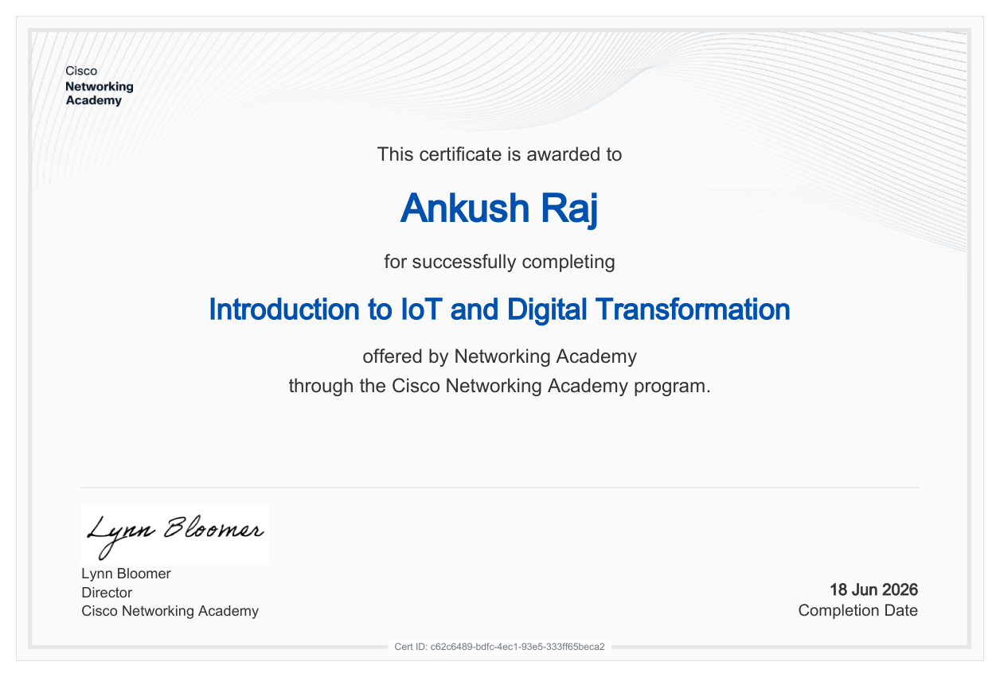 Cisco
Networking
Academy
This certificate is awarded to
Ankush Raj
for successfully completing
Introduction to IoT and Digital Transformation
offered by Networking Academy
through the Cisco Networking Academy program.
Lynn Bloomer
Lynn Bloomer
Director
Cisco Networking Academy
18 Jun 2026
Completion Date
Cert ID: c62c6489-bdfc-4ec1-93e5-333ff65beca2